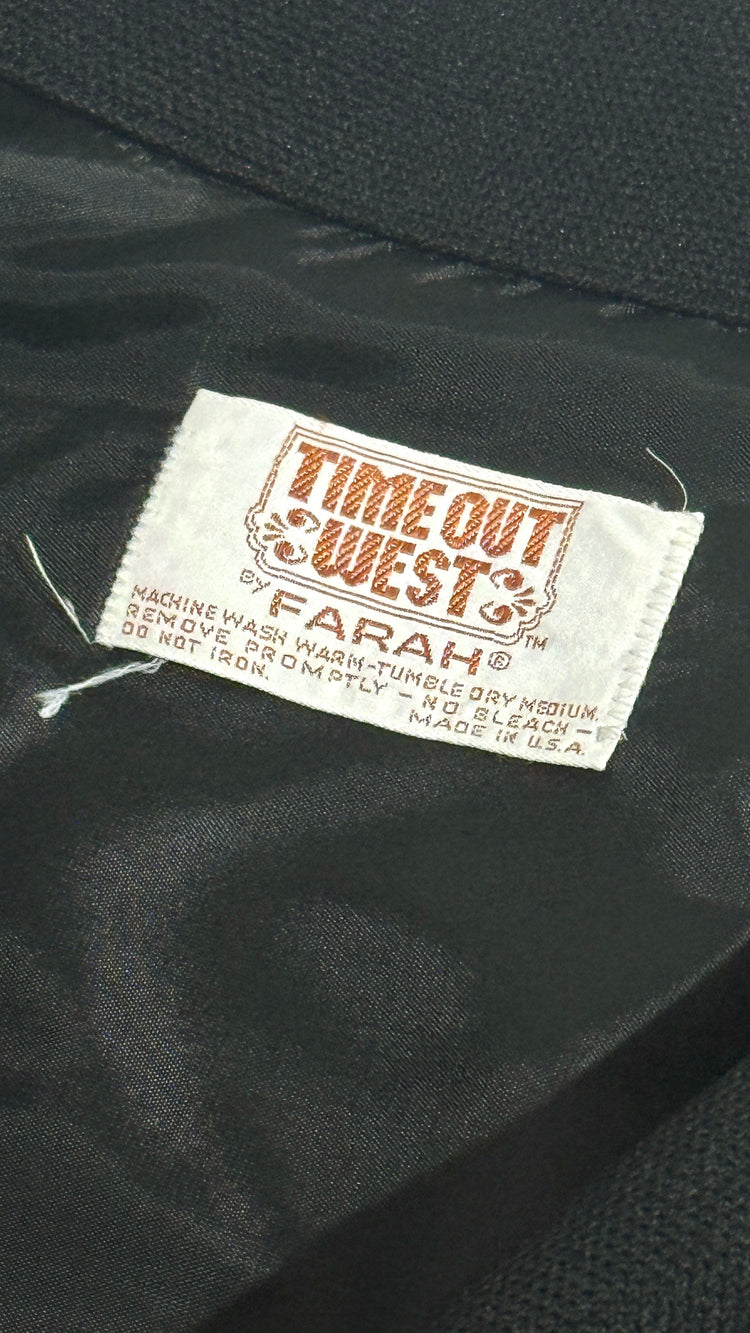 TIME OUT
WEST
BY FARAH®
TM
MACHINE WASH WARM-TUMBLE DRY MEDIUM.
REMOVE PROMPTLY - NO BLEACH -
DO NOT IRON.
MADE IN U.S.A.